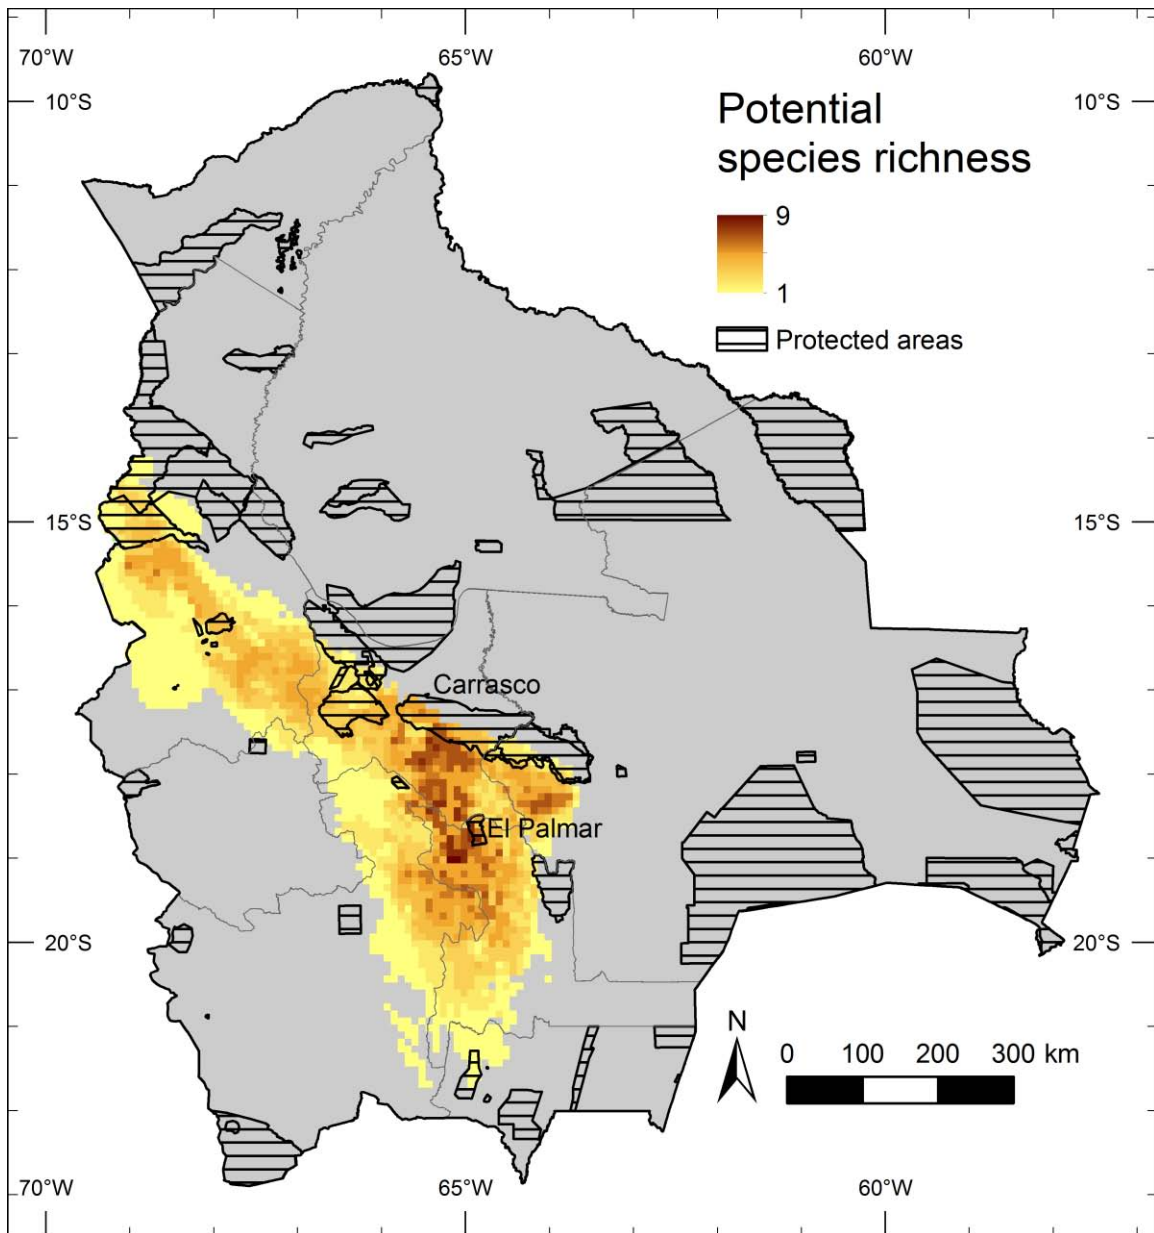 70°W 65°W 60°W
10°S 10°S
Potential
species richness
9
1
Protected areas
15°S 15°S
Carrasco
El Palmar
20°S 20°S
N
0 100 200 300 km
70°W 65°W 60°W